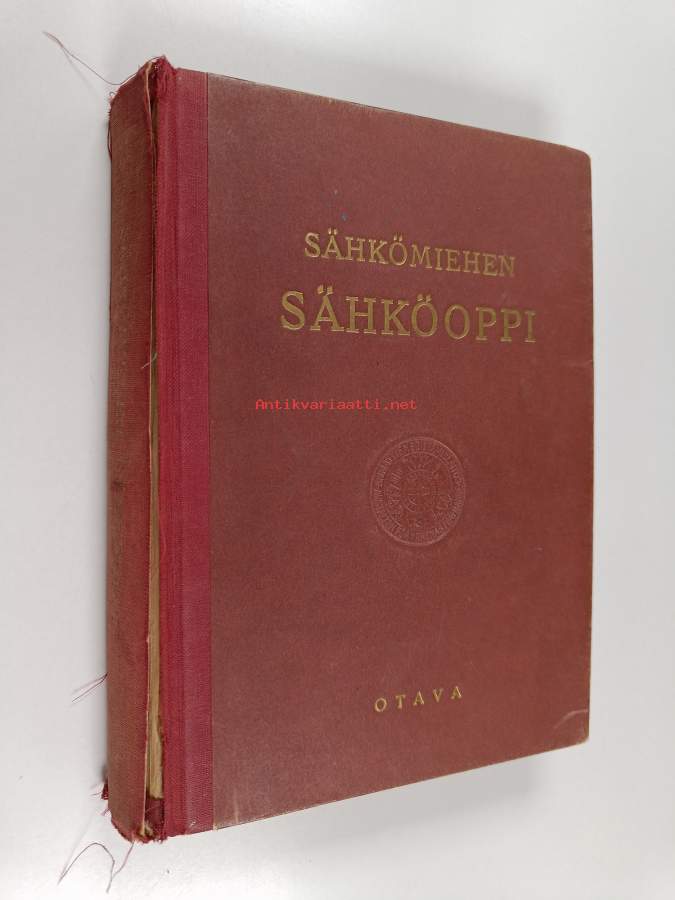 SÄHKÖMIEHEN
SÄHKÖOPPI
Antikvariaatti.net
OTAVA